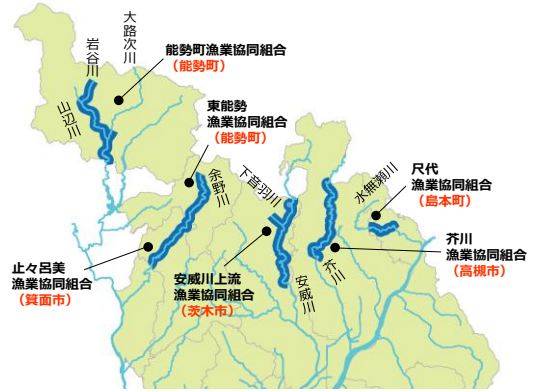 大路次川
岩谷川
山辺川
能勢町漁業協同組合
（能勢町）
東能勢
漁業協同組合
（能勢町）
余野川
下音羽川
水無瀬川
尺代
漁業協同組合
（島本町）
芥川
漁業協同組合
（高槻市）
芥川
安威川
安威川上流
漁業協同組合
（茨木市）
止々呂美
漁業協同組合
（箕面市）